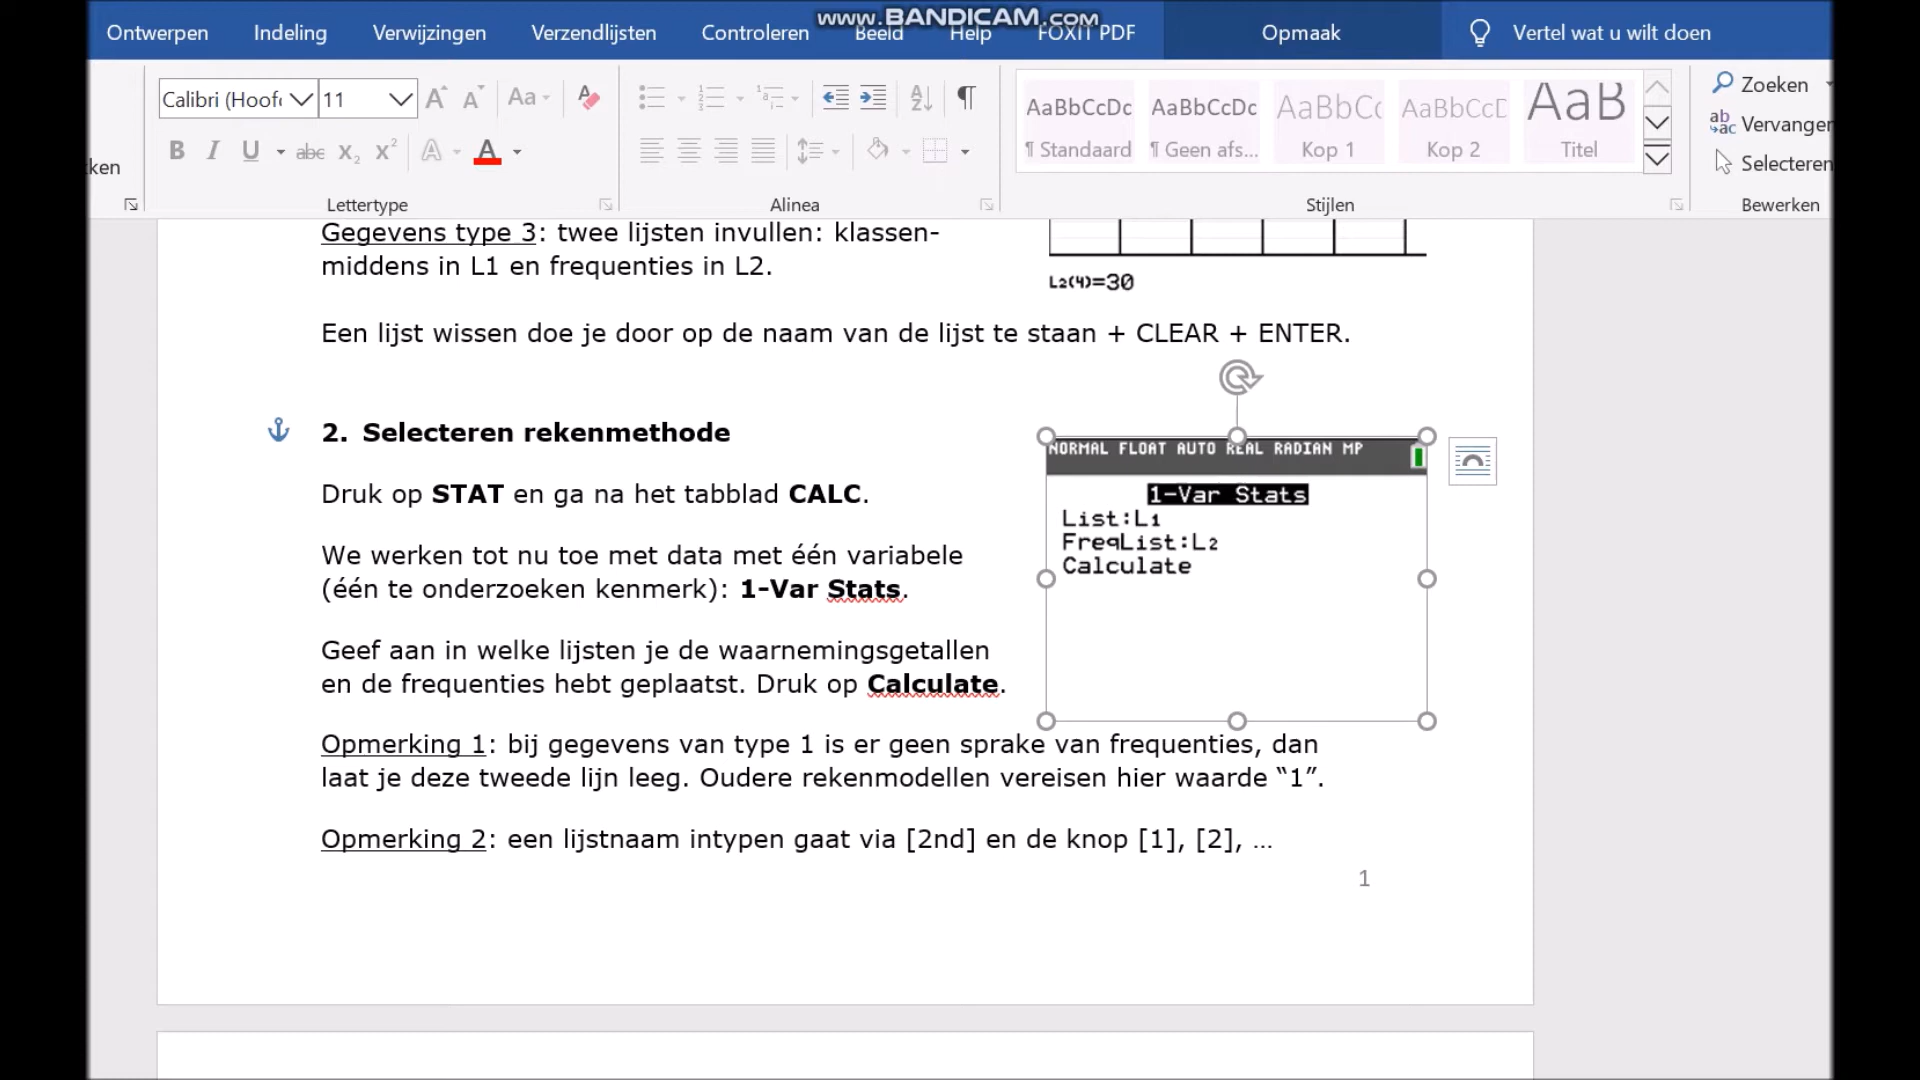 www.BANDICAM.com
Ontwerpen Indeling Verwijzingen Verzendlijsten Controleren Beeld Help FOXIT PDF Opmaak Vertel wat u wilt doen
Calibri (Hoof 11 Aa
AaBbCcDc AaBbCcDc AaBbCc AaBbCcD AaB
Zoeken
Vervangen
¶ Standaard ¶ Geen afs... Kop 1 Kop 2 Titel
Selecteren
ken
Lettertype Alinea Stijlen Bewerken
Gegevens type 3: twee lijsten invullen: klassen-
middens in L1 en frequenties in L2.
L2(4)=30
Een lijst wissen doe je door op de naam van de lijst te staan + CLEAR + ENTER.
2. Selecteren rekenmethode
Druk op STAT en ga na het tabblad CALC.
We werken tot nu toe met data met één variabele
(één te onderzoeken kenmerk): 1-Var Stats.
Geef aan in welke lijsten je de waarnemingsgetallen
en de frequenties hebt geplaatst. Druk op Calculate.
NORMAL FLOAT AUTO REAL RADIAN MP
1-Var Stats
List:L1
FreqList:L2
Calculate
Opmerking 1: bij gegevens van type 1 is er geen sprake van frequenties, dan
laat je deze tweede lijn leeg. Oudere rekenmodellen vereisen hier waarde “1”.
Opmerking 2: een lijstnaam intypen gaat via [2nd] en de knop [1], [2], …
1